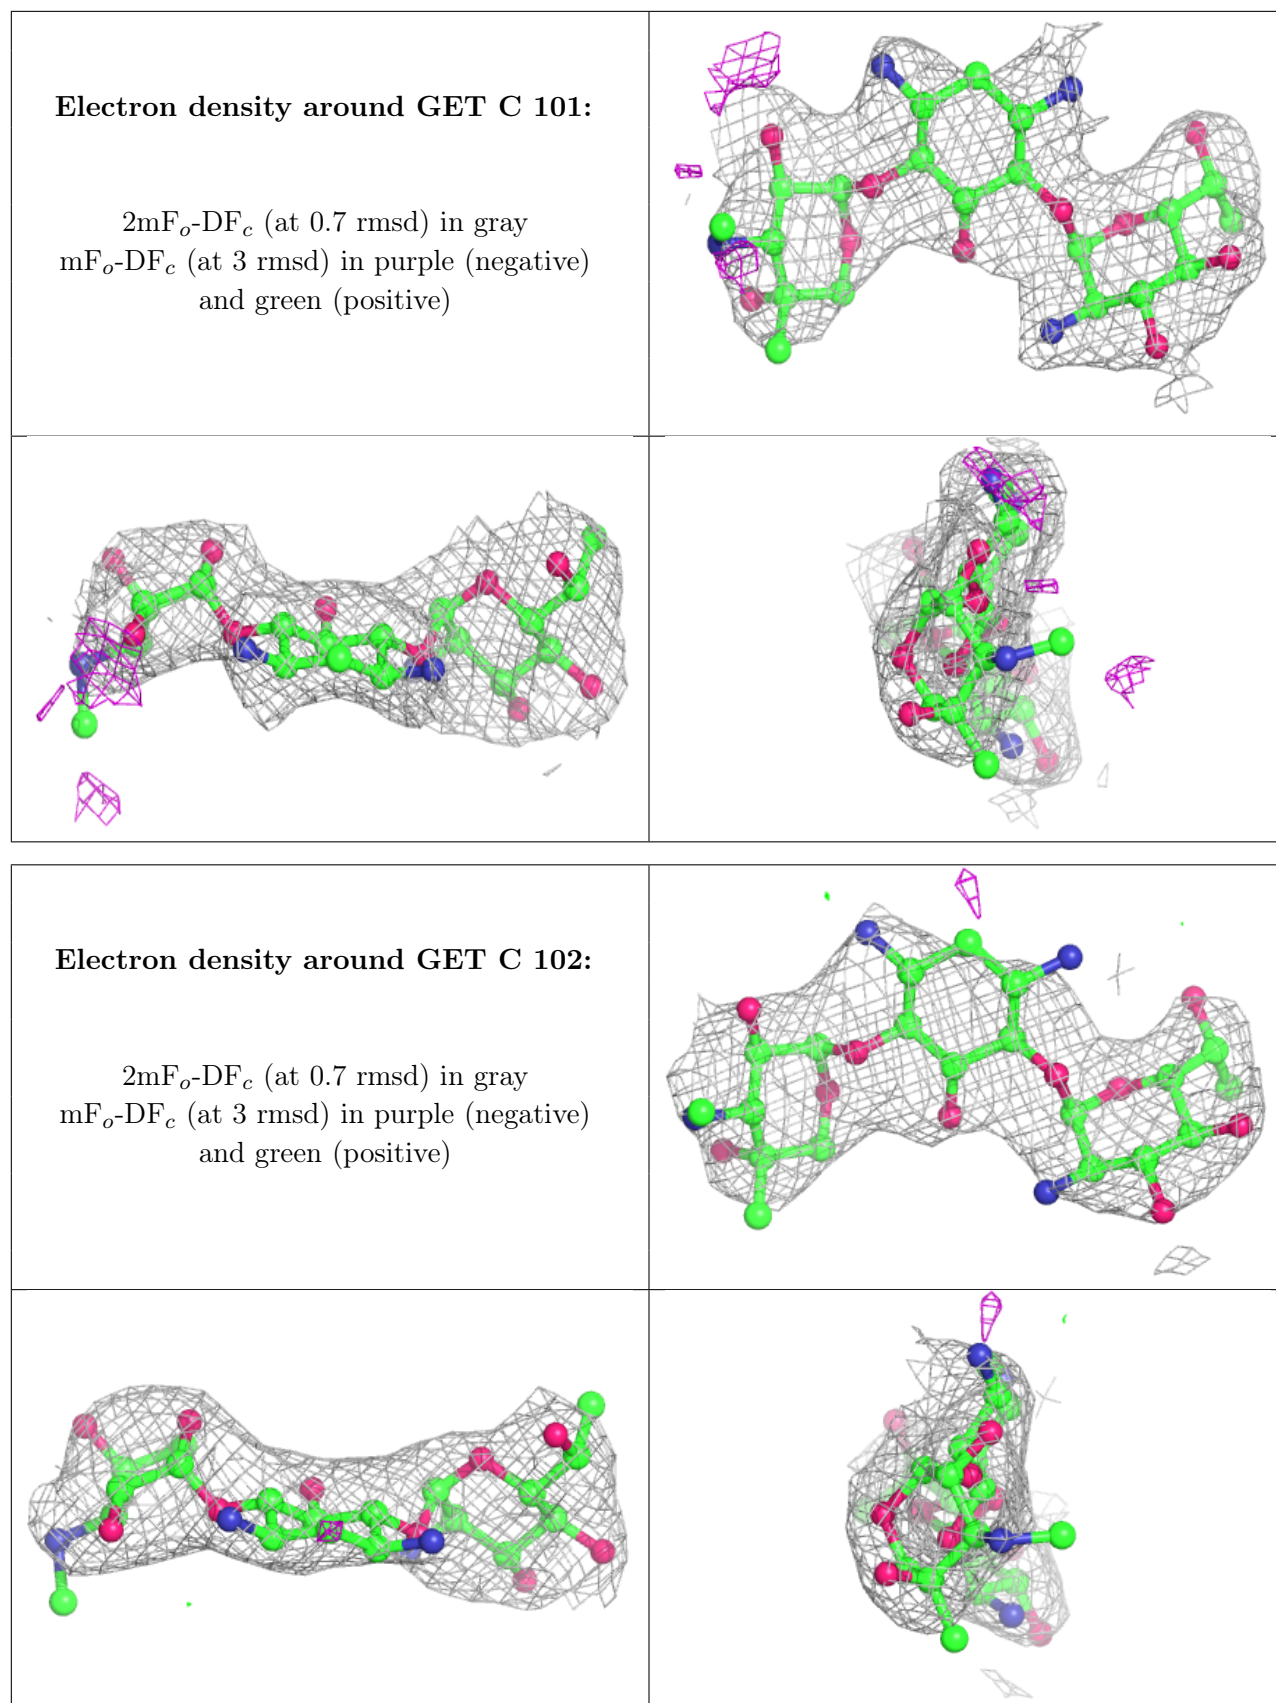 Electron density around GET C 101:
2mFo-DFc (at 0.7 rmsd) in gray
mFo-DFc (at 3 rmsd) in purple (negative)
and green (positive)
Electron density around GET C 102:
2mFo-DFc (at 0.7 rmsd) in gray
mFo-DFc (at 3 rmsd) in purple (negative)
and green (positive)